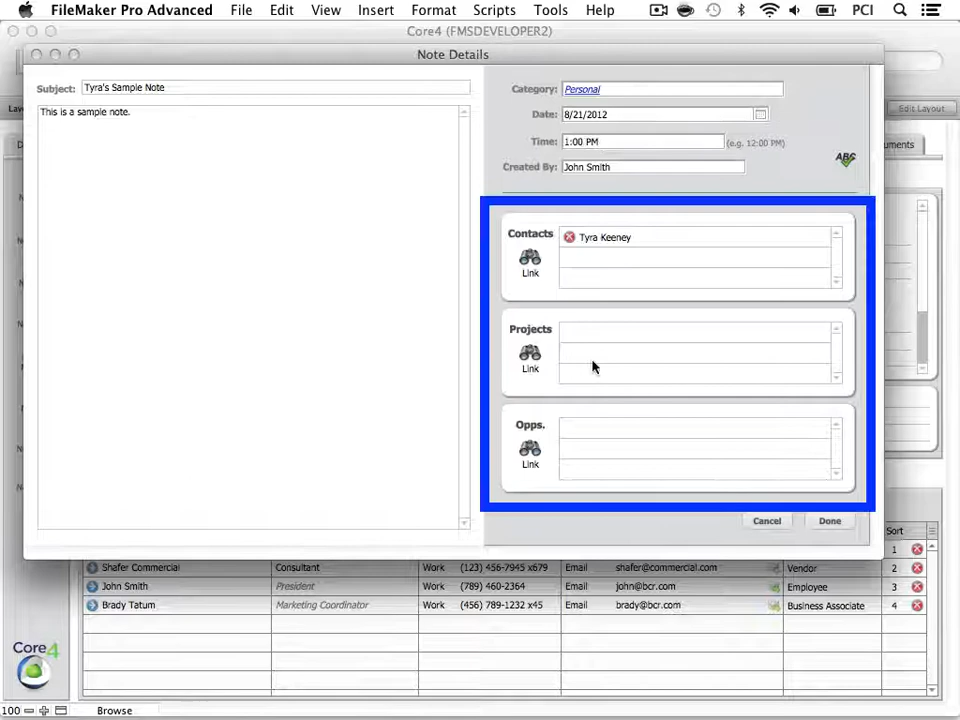 FileMaker Pro Advanced File Edit View Insert Format Scripts Tools Help PCI
Core4 (FMSDEVELOPER2)
Note Details
Subject: Tyra's Sample Note
This is a sample note.
Category: Personal
Date: 8/21/2012
Time: 1:00 PM (e.g. 12:00 PM)
Created By: John Smith
ABC
Edit Layout
Contacts
Link
Tyra Keeney
Projects
Link
Opps.
Link
Cancel Done
Sort
1
Shafer Commercial Consultant Work (123) 456-7945 x679 Email shafer@commercial.com Vendor 2
John Smith President Work (789) 460-2364 Email john@bcr.com Employee 3
Brady Tatum Marketing Coordinator Work (456) 789-1232 x45 Email brady@bcr.com Business Associate 4
Core4
100 Browse